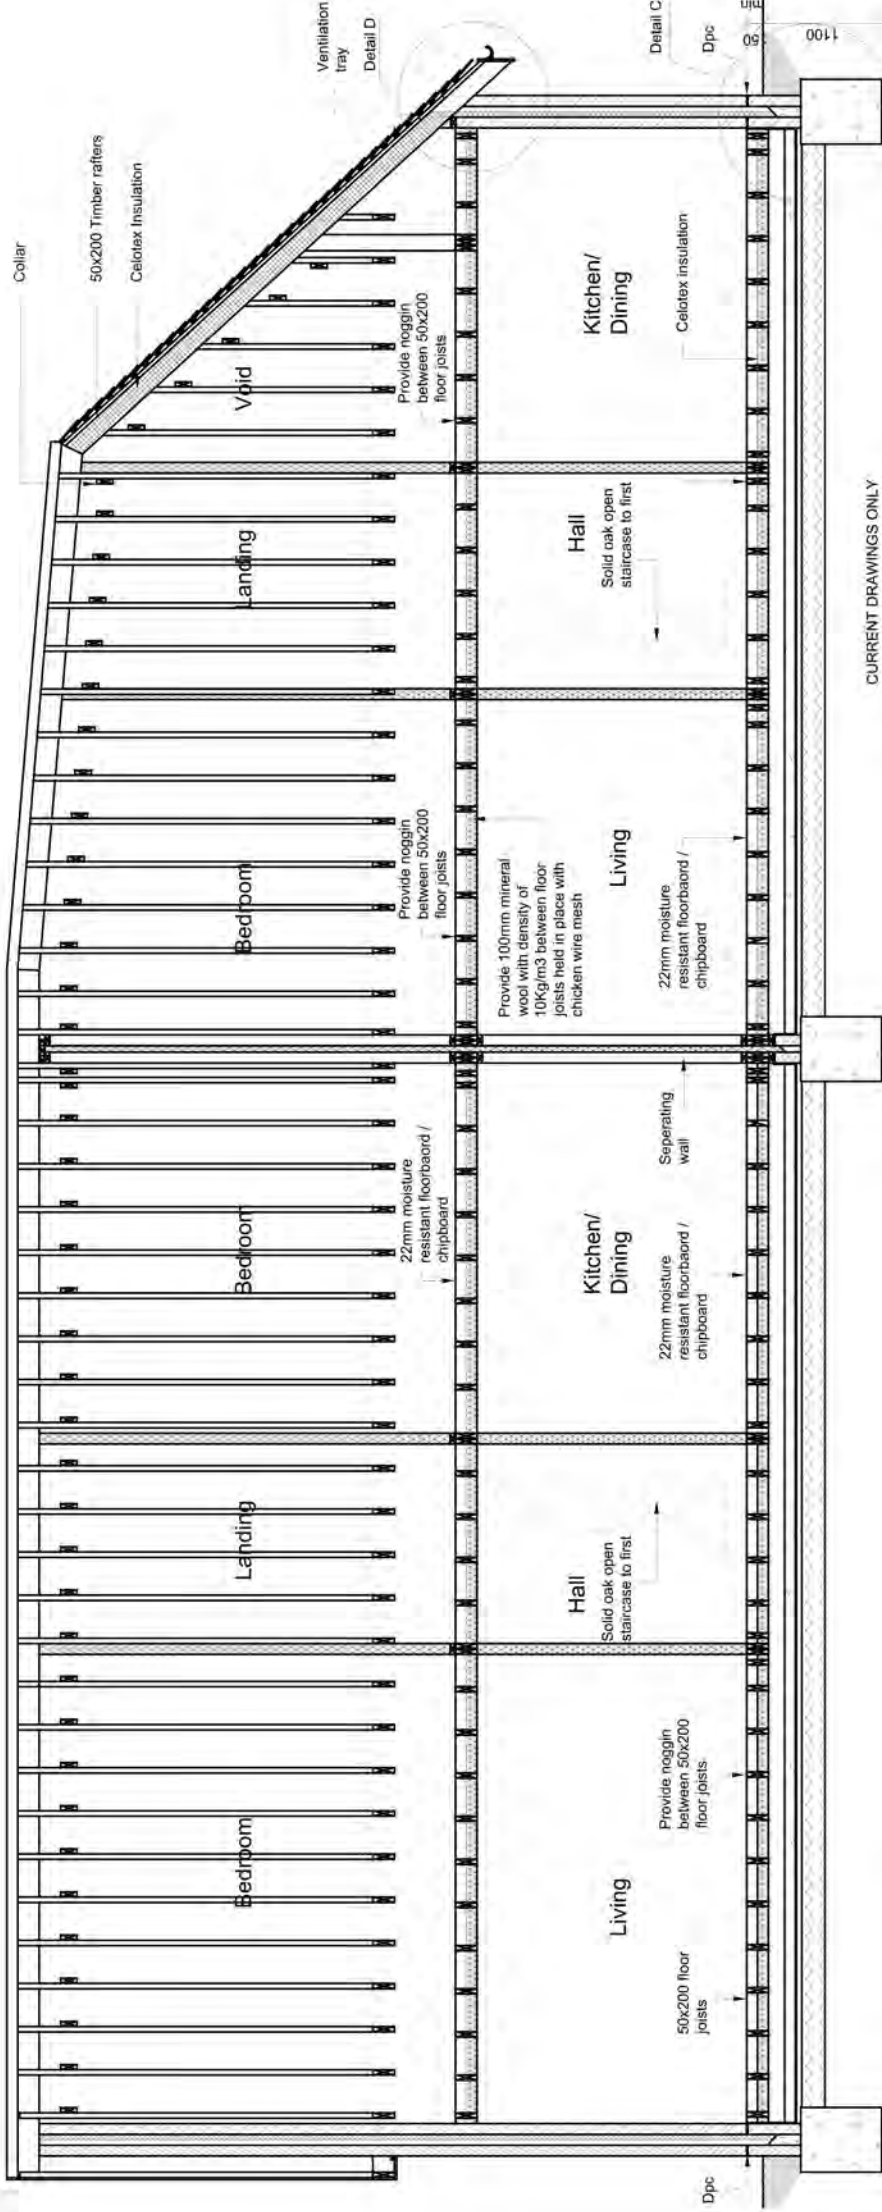 Collar
50x200 Timber rafters
Celotex Insulation
Bedroom
Landing
Bedroom
Bedroom
Landing
Void
Ventilation
tray
Detail D
22mm moisture
resistant floorbaord /
chipboard
Provide noggin
between 50x200
floor joists
Provide noggin
between 50x200
floor joists
Provide 100mm mineral
wool with density of
10Kg/m3 between floor
joists held in place with
chicken wire mesh
Living
Hall
Solid oak open
staircase to first
Kitchen/
Dining
Living
Hall
Solid oak open
staircase to first
Kitchen/
Dining
50x200 floor
joists
Provide noggin
between 50x200
floor joists
22mm moisture
resistant floorbaord /
chipboard
Seperating
wall
22mm moisture
resistant floorbaord /
chipboard
Celotex insulation
Detail C
Dpc
Dpc
50
min
1100
CURRENT DRAWINGS ONLY